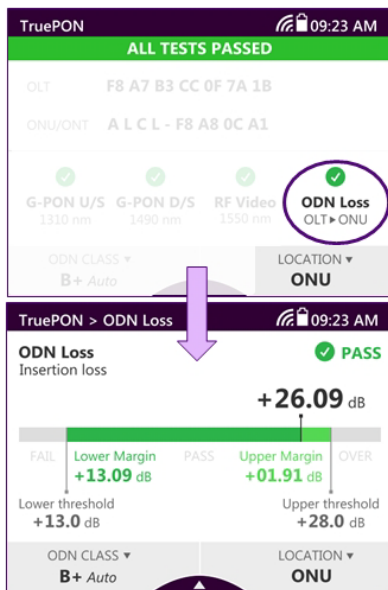 TruePON 09:23 AM
ALL TESTS PASSED
OLT F8 A7 B3 CC 0F 7A 1B
ONU/ONT A L C L - F8 A8 0C A1
G-PON U/S G-PON D/S RF Video ODN Loss
1310 nm 1490 nm 1550 nm OLT▸ONU
ODN CLASS ▾ LOCATION ▾
B+ Auto ONU
TruePON > ODN Loss 09:23 AM
ODN Loss PASS
Insertion loss
+26.09 dB
FAIL Lower Margin PASS Upper Margin OVER
+13.09 dB +01.91 dB
Lower threshold Upper threshold
+13.0 dB +28.0 dB
ODN CLASS ▾ LOCATION ▾
B+ Auto ONU